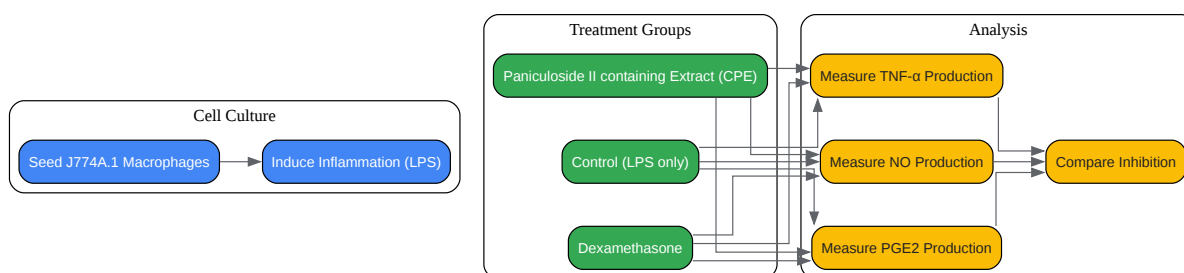 Cell Culture
Seed J774A.1 Macrophages
Induce Inflammation (LPS)
Treatment Groups
Paniculoside II containing Extract (CPE)
Control (LPS only)
Dexamethasone
Analysis
Measure TNF-α Production
Measure NO Production
Measure PGE2 Production
Compare Inhibition